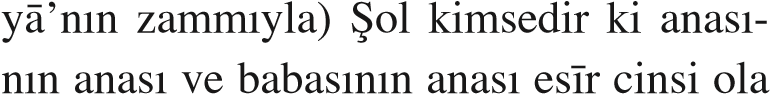 yā’nın zammıyla) Şol kimsedir ki anası-
nın anası ve babasının anası esīr cinsi ola